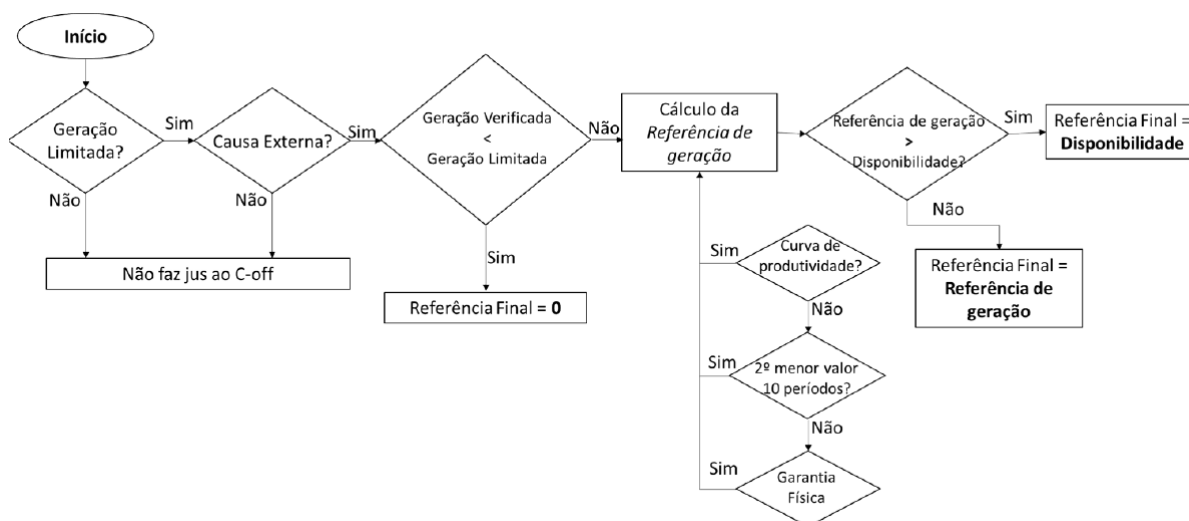 Início
Geração
Limitada?
Sim
Não
Causa Externa?
Sim
Não
Não faz jus ao C-off
Geração Verificada
<
Geração Limitada
Não
Sim
Referência Final = 0
Cálculo da
Referência de
geração
Referência de geração
>
Disponibilidade?
Sim
Referência Final =
Disponibilidade
Não
Referência Final =
Referência de
geração
Curva de
produtividade?
Sim
Não
2º menor valor
10 períodos?
Sim
Não
Garantia
Física
Sim